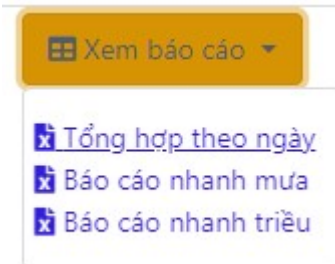 Xem báo cáo
Tổng hợp theo ngày
Báo cáo nhanh mưa
Báo cáo nhanh triều